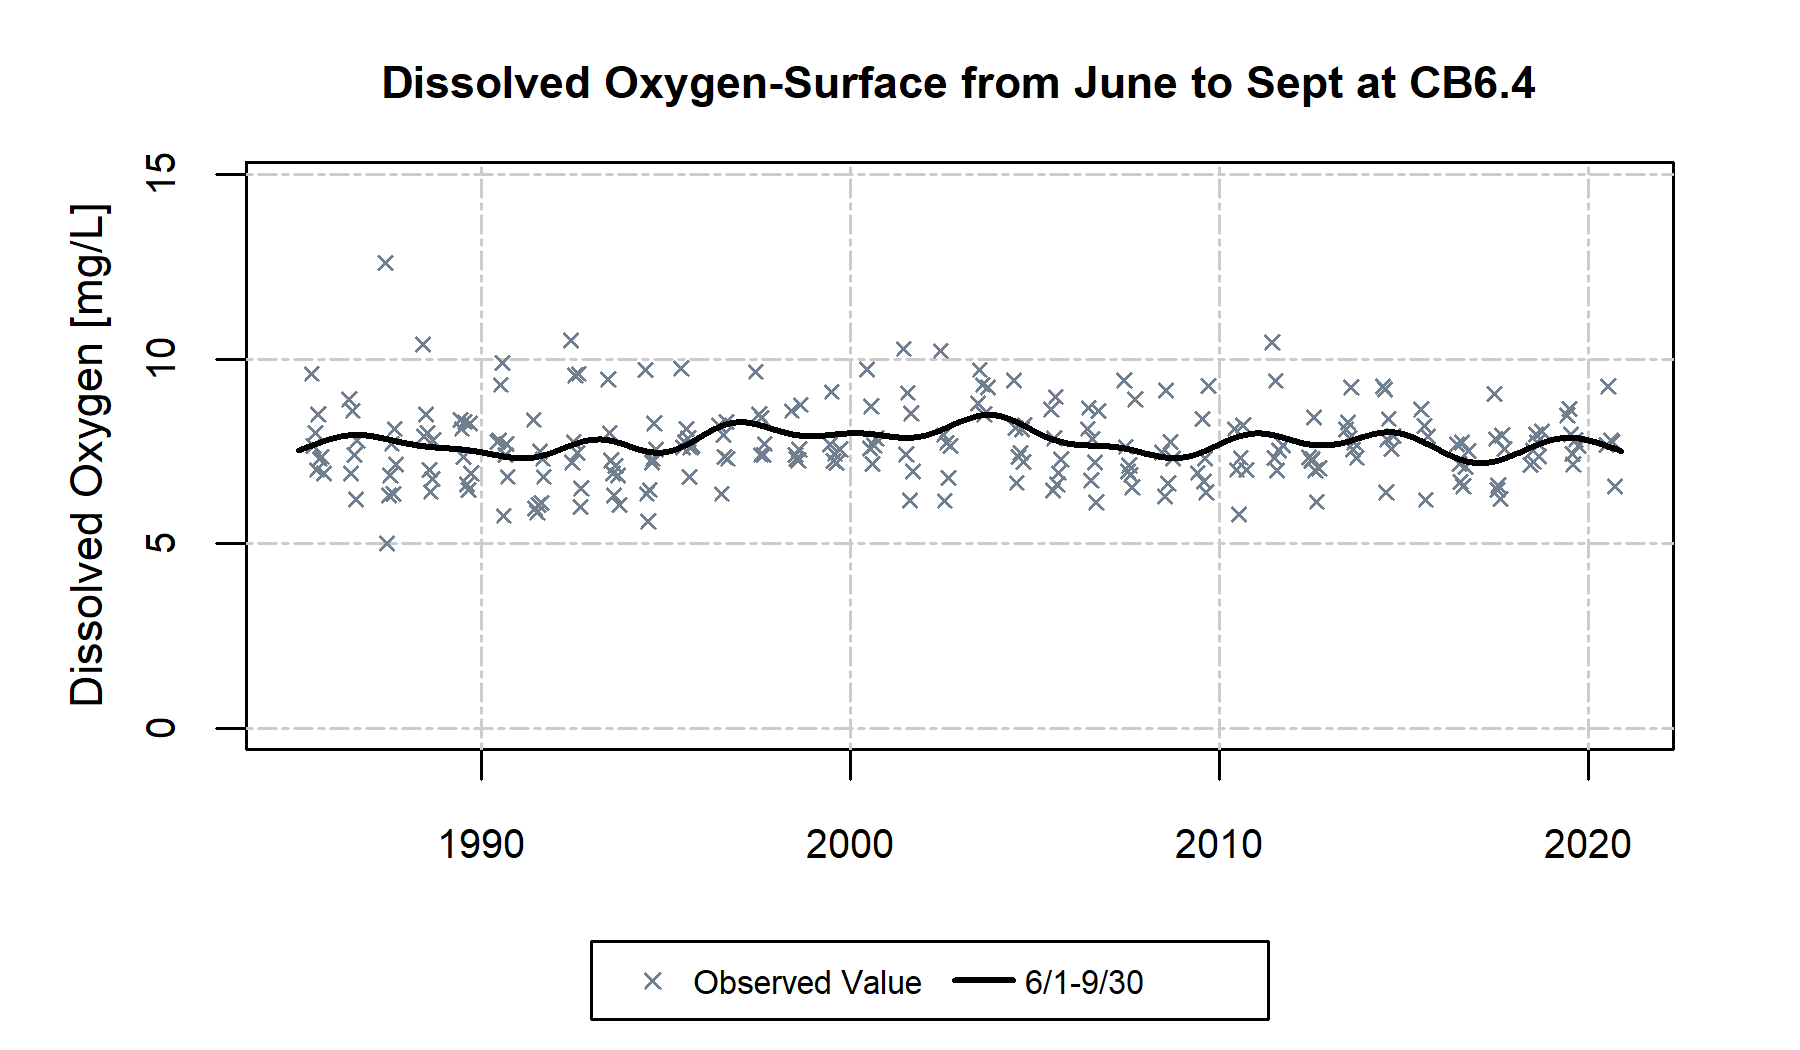 Dissolved Oxygen-Surface from June to Sept at CB6.4
Dissolved Oxygen [mg/L]
15
10
5
0
1990 2000 2010 2020
Observed Value 6/1-9/30